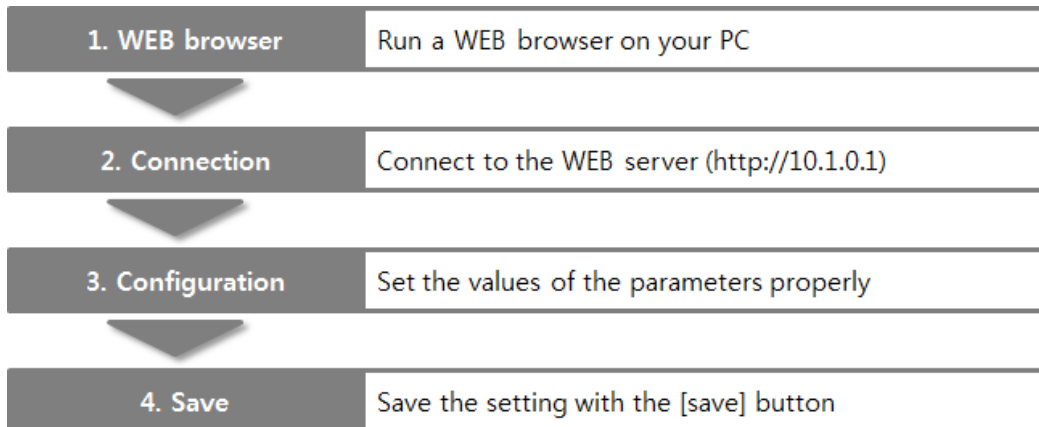 1. WEB browser Run a WEB browser on your PC
2. Connection Connect to the WEB server (http://10.1.0.1)
3. Configuration Set the values of the parameters properly
4. Save Save the setting with the [save] button